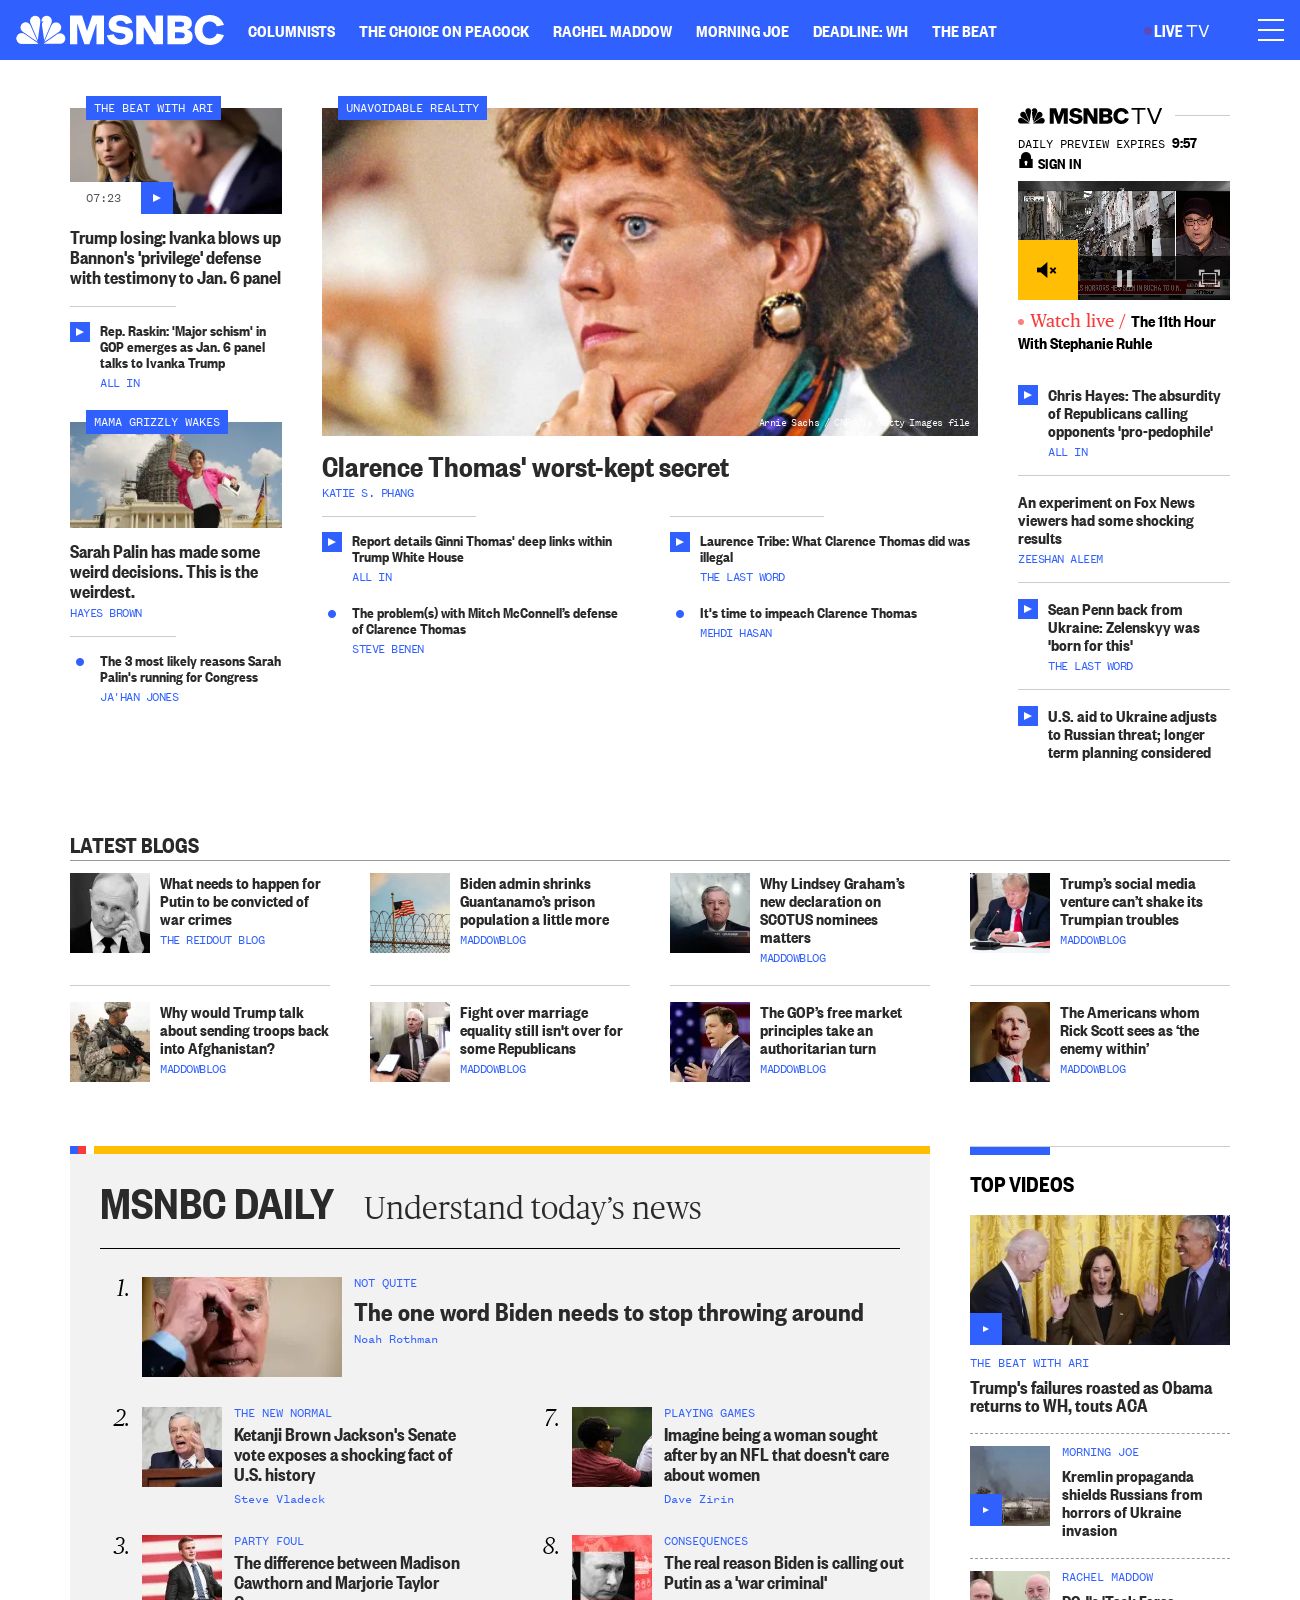 MSNBC
COLUMNISTS
THE CHOICE ON PEACOCK
RACHEL MADDOW
MORNING JOE
DEADLINE: WH
THE BEAT
LIVE TV
THE BEAT WITH ARI
07:23
Trump losing: Ivanka blows up
Bannon's 'privilege' defense
with testimony to Jan. 6 panel
Rep. Raskin: 'Major schism' in
GOP emerges as Jan. 6 panel
talks to Ivanka Trump
ALL IN
MAMA GRIZZLY WAKES
Sarah Palin has made some
weird decisions. This is the
weirdest.
HAYES BROWN
The 3 most likely reasons Sarah
Palin's running for Congress
JA'HAN JONES
UNAVOIDABLE REALITY
Arnie Sachs / Getty Images file
Clarence Thomas' worst-kept secret
KATIE S. PHANG
Report details Ginni Thomas' deep links within
Trump White House
ALL IN
The problem(s) with Mitch McConnell's defense
of Clarence Thomas
STEVE BENEN
Laurence Tribe: What Clarence Thomas did was
illegal
THE LAST WORD
It's time to impeach Clarence Thomas
MEHDI HASAN
MSNBC TV
DAILY PREVIEW EXPIRES 9:57
SIGN IN
Watch live / The 11th Hour
With Stephanie Ruhle
Chris Hayes: The absurdity
of Republicans calling
opponents 'pro-pedophile'
ALL IN
An experiment on Fox News
viewers had some shocking
results
ZEESHAN ALEEM
Sean Penn back from
Ukraine: Zelenskyy was
'born for this'
THE LAST WORD
U.S. aid to Ukraine adjusts
to Russian threat; longer
term planning considered
LATEST BLOGS
What needs to happen for
Putin to be convicted of
war crimes
THE REIDOUT BLOG
Biden admin shrinks
Guantanamo's prison
population a little more
MADDOWBLOG
Why Lindsey Graham's
new declaration on
SCOTUS nominees
matters
MADDOWBLOG
Trump's social media
venture can't shake its
Trumpian troubles
MADDOWBLOG
Why would Trump talk
about sending troops back
into Afghanistan?
MADDOWBLOG
Fight over marriage
equality still isn't over for
some Republicans
MADDOWBLOG
The GOP's free market
principles take an
authoritarian turn
MADDOWBLOG
The Americans whom
Rick Scott sees as 'the
enemy within'
MADDOWBLOG
MSNBC DAILY
Understand today's news
1.
NOT QUITE
The one word Biden needs to stop throwing around
Noah Rothman
2.
THE NEW NORMAL
Ketanji Brown Jackson's Senate
vote exposes a shocking fact of
U.S. history
Steve Vladeck
3.
PARTY FOUL
The difference between Madison
Cawthorn and Marjorie Taylor
7.
PLAYING GAMES
Imagine being a woman sought
after by an NFL that doesn't care
about women
Dave Zirin
8.
CONSEQUENCES
The real reason Biden is calling out
Putin as a 'war criminal'
TOP VIDEOS
THE BEAT WITH ARI
Trump's failures roasted as Obama
returns to WH, touts ACA
MORNING JOE
Kremlin propaganda
shields Russians from
horrors of Ukraine
invasion
RACHEL MADDOW